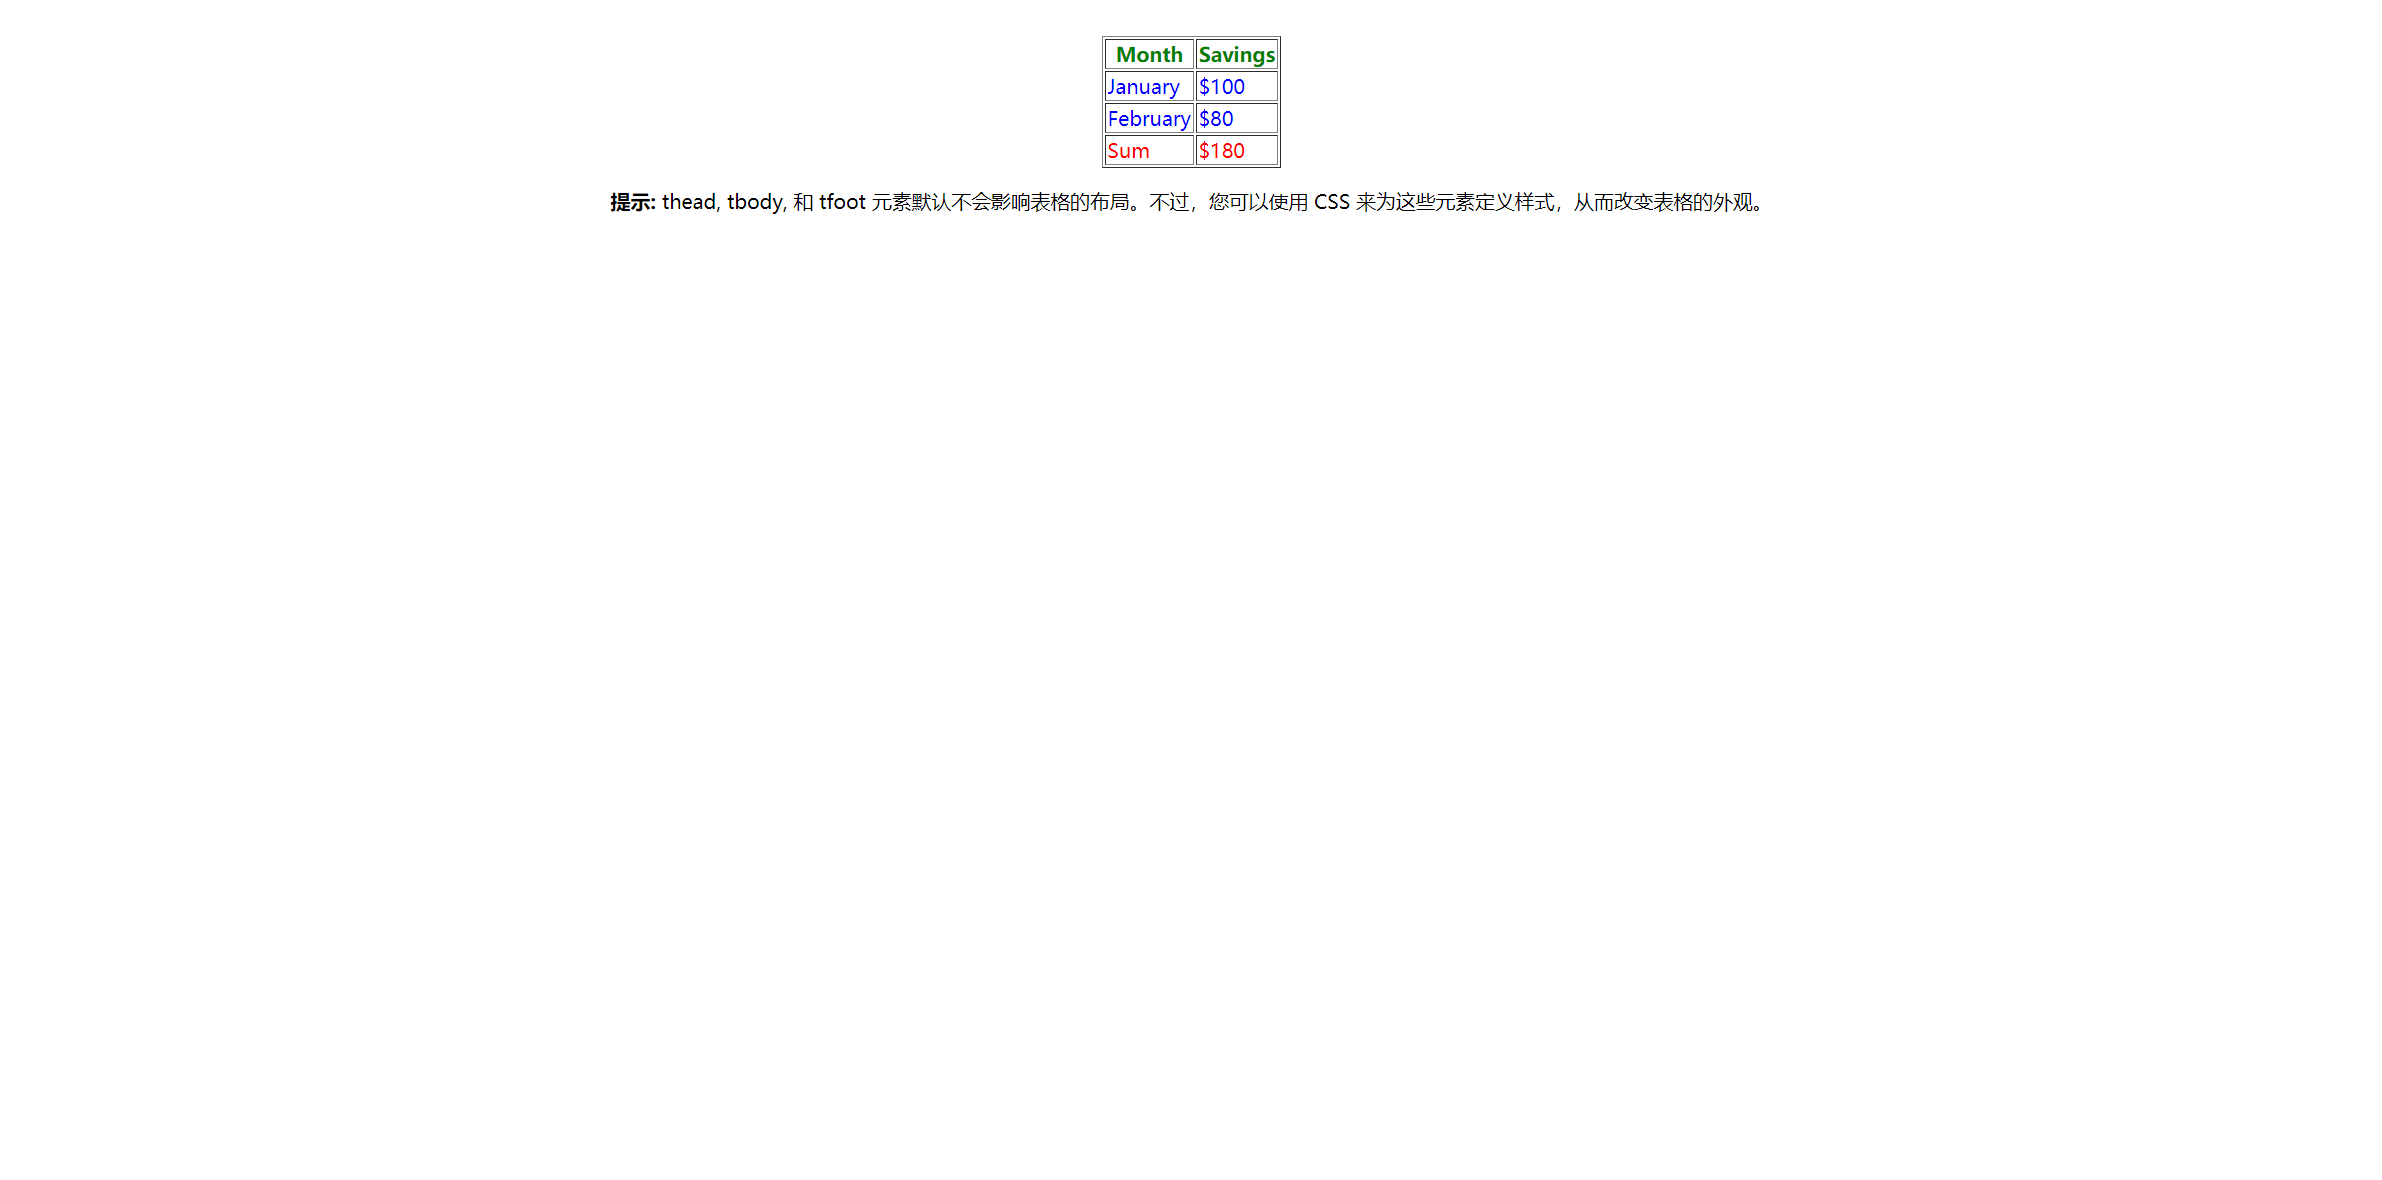 Month Savings
January $100
February $80
Sum $180
提示: thead, tbody, 和 tfoot 元素默认不会影响表格的布局。不过，您可以使用 CSS 来为这些元素定义样式，从而改变表格的外观。